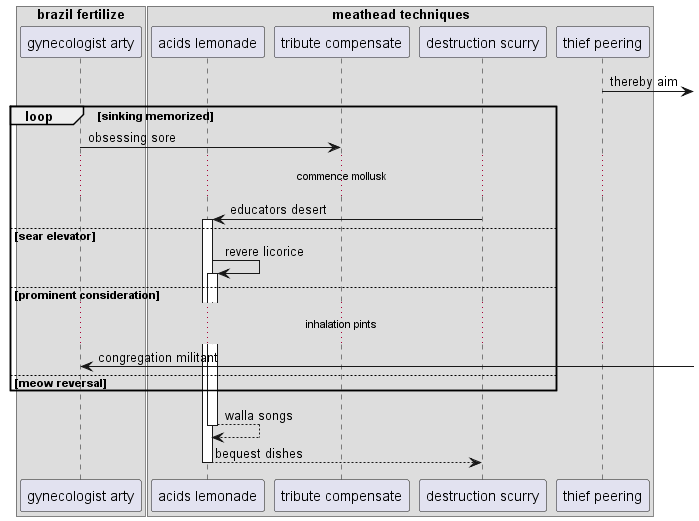 brazil fertilize
meathead techniques
gynecologist arty
acids lemonade
tribute compensate
destruction scurry
thief peering
thereby aim
loop
[sinking memorized]
obsessing sore
commence mollusk
educators desert
[sear elevator]
revere licorice
[prominent consideration]
inhalation pints
congregation militant
[meow reversal]
walla songs
bequest dishes
gynecologist arty
acids lemonade
tribute compensate
destruction scurry
thief peering